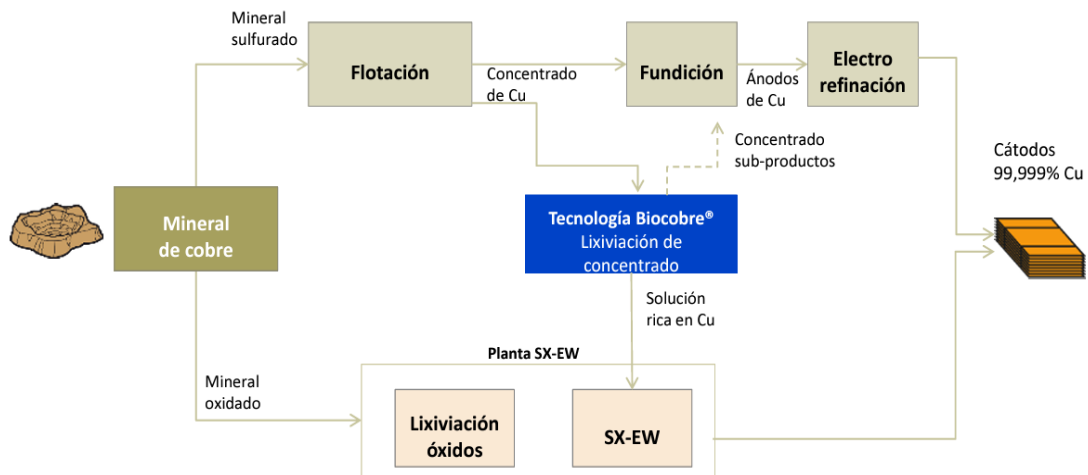 Mineral
sulfurado
Flotación
Concentrado
de Cu
Fundición
Ánodos
de Cu
Electro
refinación
Concentrado
sub-productos
Cátodos
99,999% Cu
Mineral
de cobre
Tecnología Biocobre®
Lixiviación de
concentrado
Solución
rica en Cu
Planta SX-EW
Mineral
oxidado
Lixiviación
óxidos
SX-EW